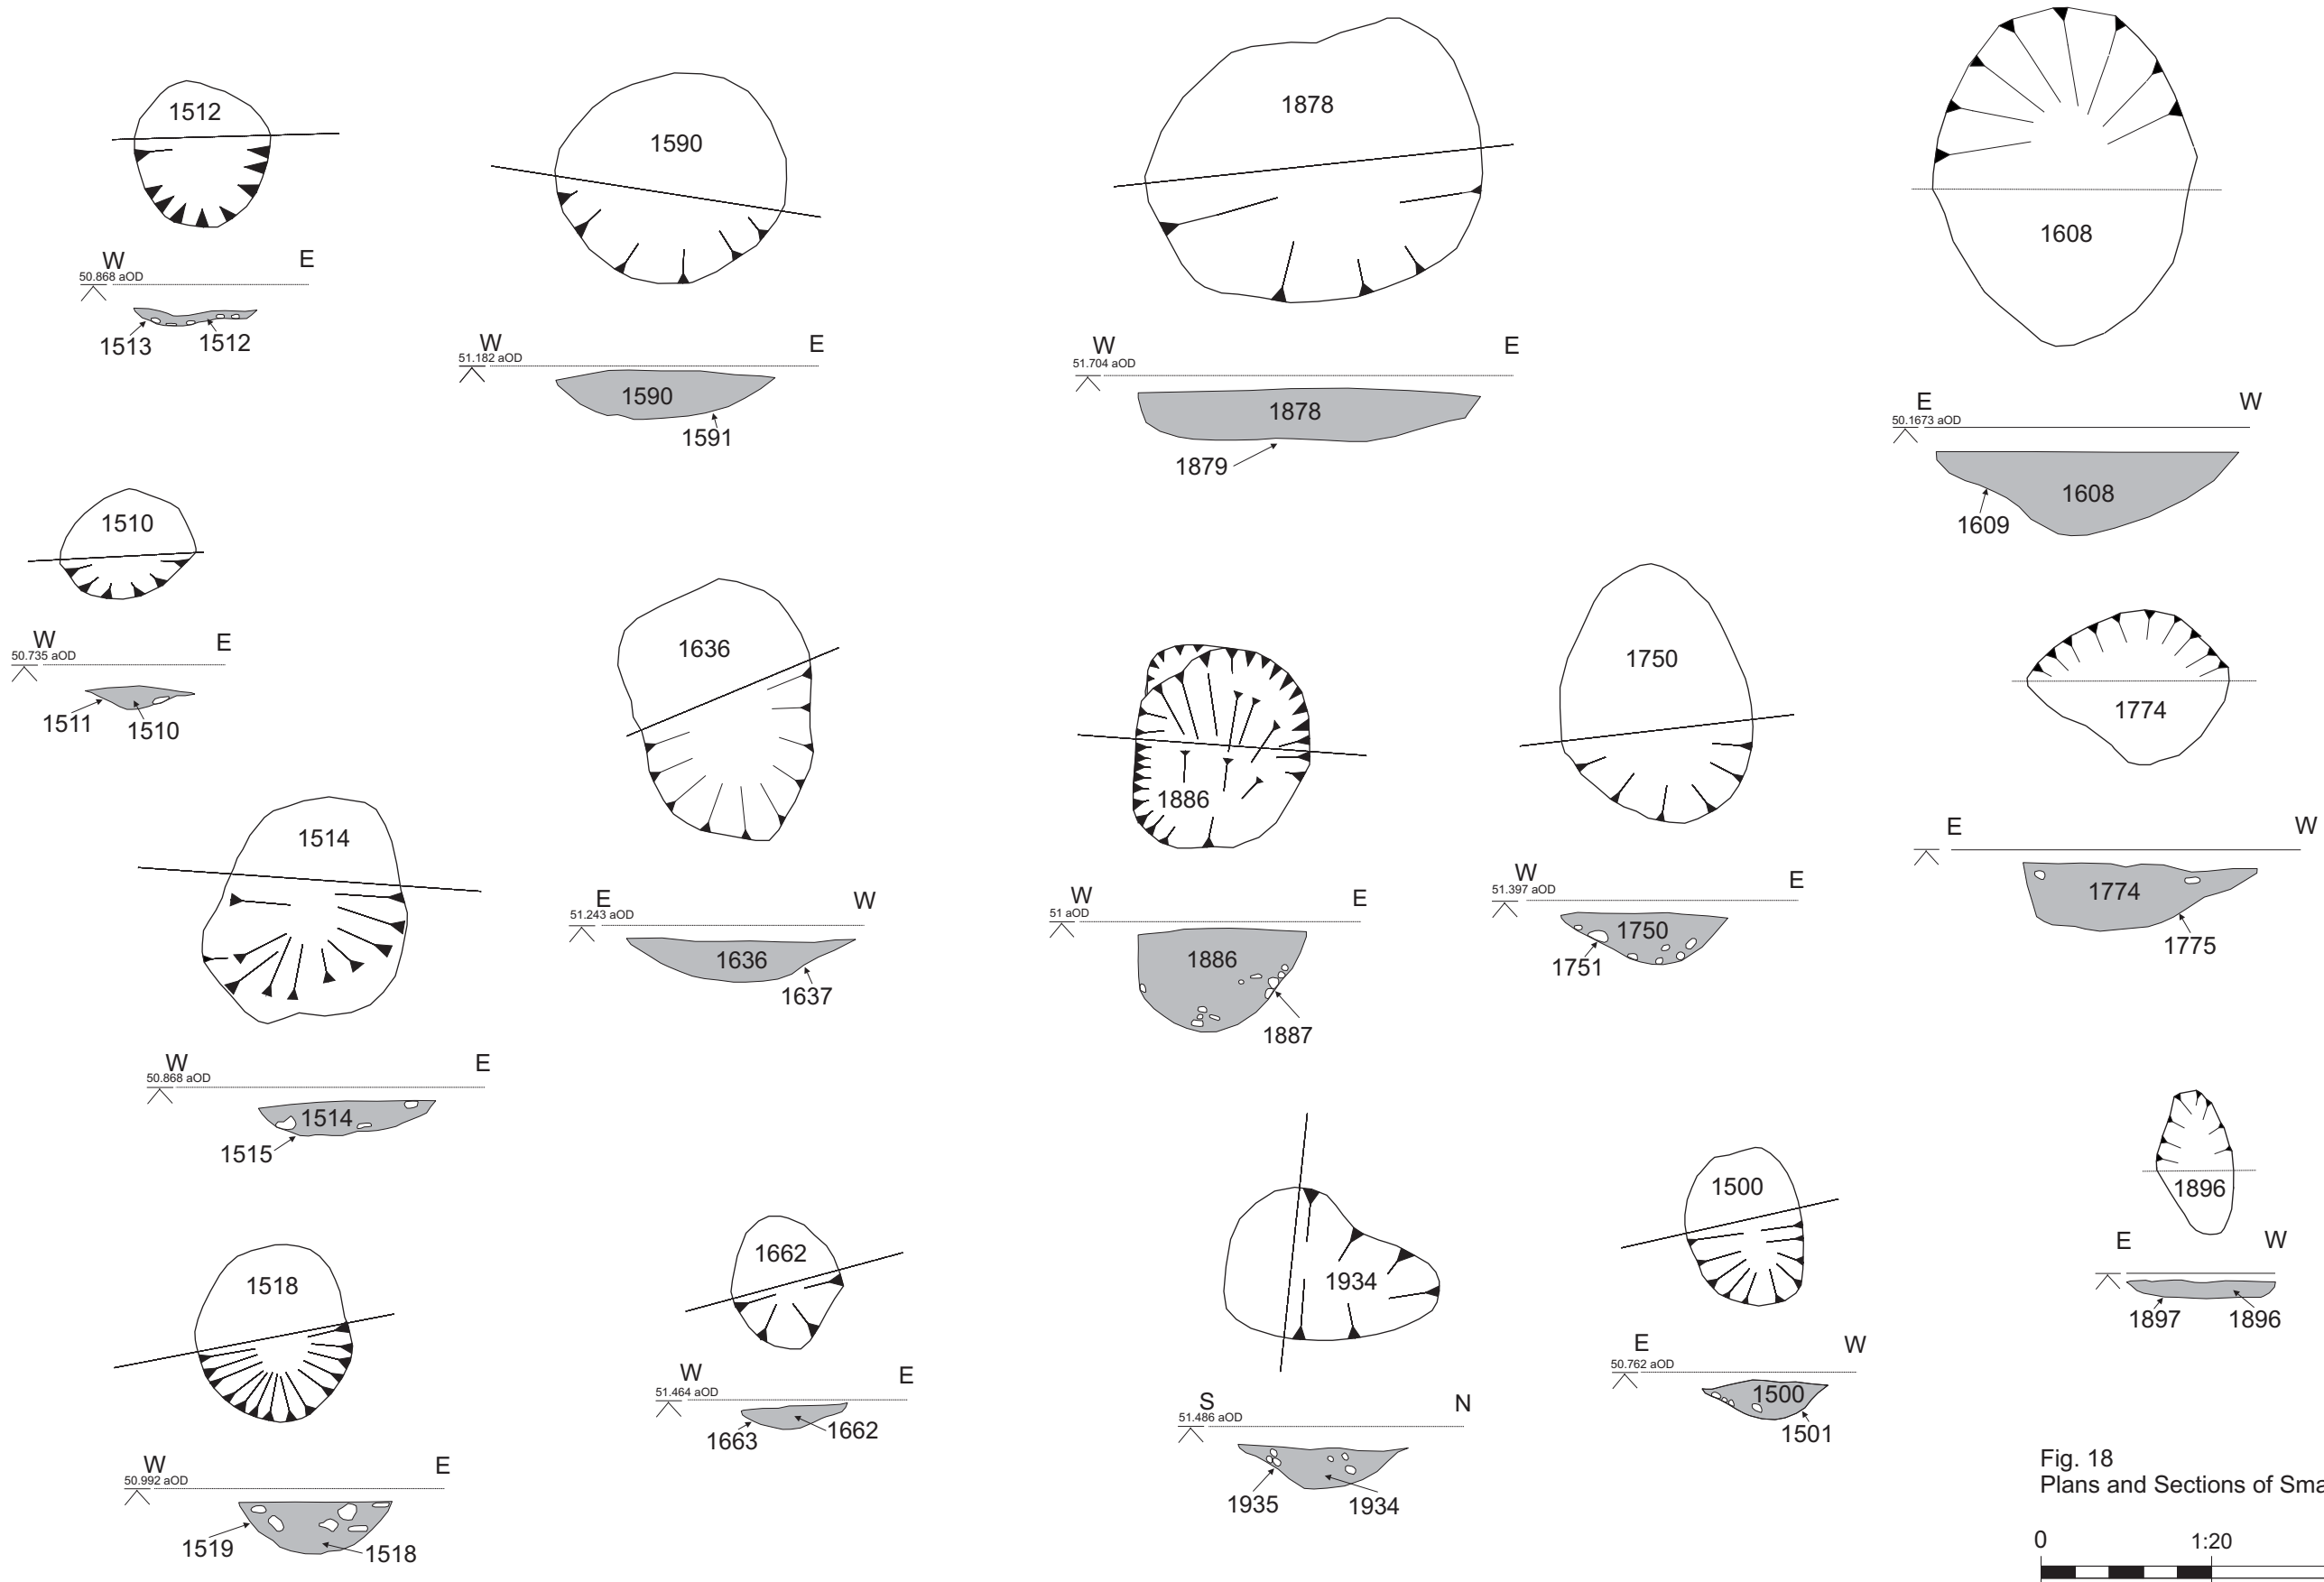 1512
W E
50.868 aOD
1513 1512
1590
W E
51.182 aOD
1590
1591
1878
W E
51.704 aOD
1878
1879
1608
E W
50.1673 aOD
1608
1609
1510
W E
50.735 aOD
1511 1510
1636
E W
51.243 aOD
1636
1637
1886
W E
51 aOD
1886
1887
1750
W E
51.397 aOD
1750
1751
1774
E W
1774
1775
1514
W E
50.868 aOD
1514
1515
1518
W E
50.992 aOD
1519 1518
1662
W E
51.464 aOD
1663 1662
1934
S N
51.486 aOD
1935 1934
1500
E W
50.762 aOD
1500
1501
1896
E W
1897 1896
Fig. 18
Plans and Sections of Sma
0 1:20